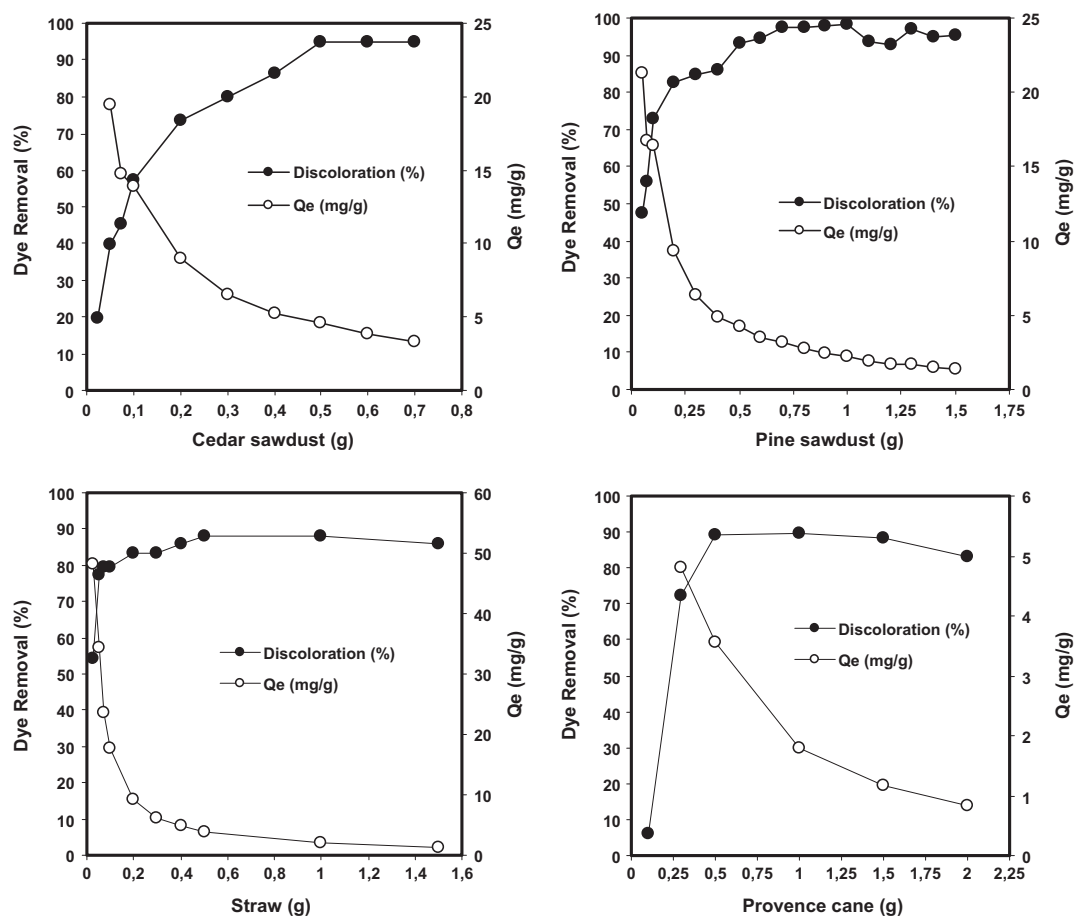 100
90
80
70
60
50
40
30
20
10
0
Dye Removal (%)
25
20
15
10
5
0
Qe (mg/g)
Discoloration (%)
Qe (mg/g)
0 0,1 0,2 0,3 0,4 0,5 0,6 0,7 0,8
Cedar sawdust (g)
100
90
80
70
60
50
40
30
20
10
0
Dye Removal (%)
25
20
15
10
5
0
Qe (mg/g)
Discoloration (%)
Qe (mg/g)
0 0,25 0,5 0,75 1 1,25 1,5 1,75
Pine sawdust (g)
100
90
80
70
60
50
40
30
20
10
0
Dye Removal (%)
60
50
40
30
20
10
0
Qe (mg/g)
Discoloration (%)
Qe (mg/g)
0 0,2 0,4 0,6 0,8 1 1,2 1,4 1,6
Straw (g)
100
90
80
70
60
50
40
30
20
10
0
Dye Removal (%)
6
5
4
3
2
1
0
Qe (mg/g)
Discoloration (%)
Qe (mg/g)
0 0,25 0,5 0,75 1 1,25 1,5 1,75 2 2,25
Provence cane (g)